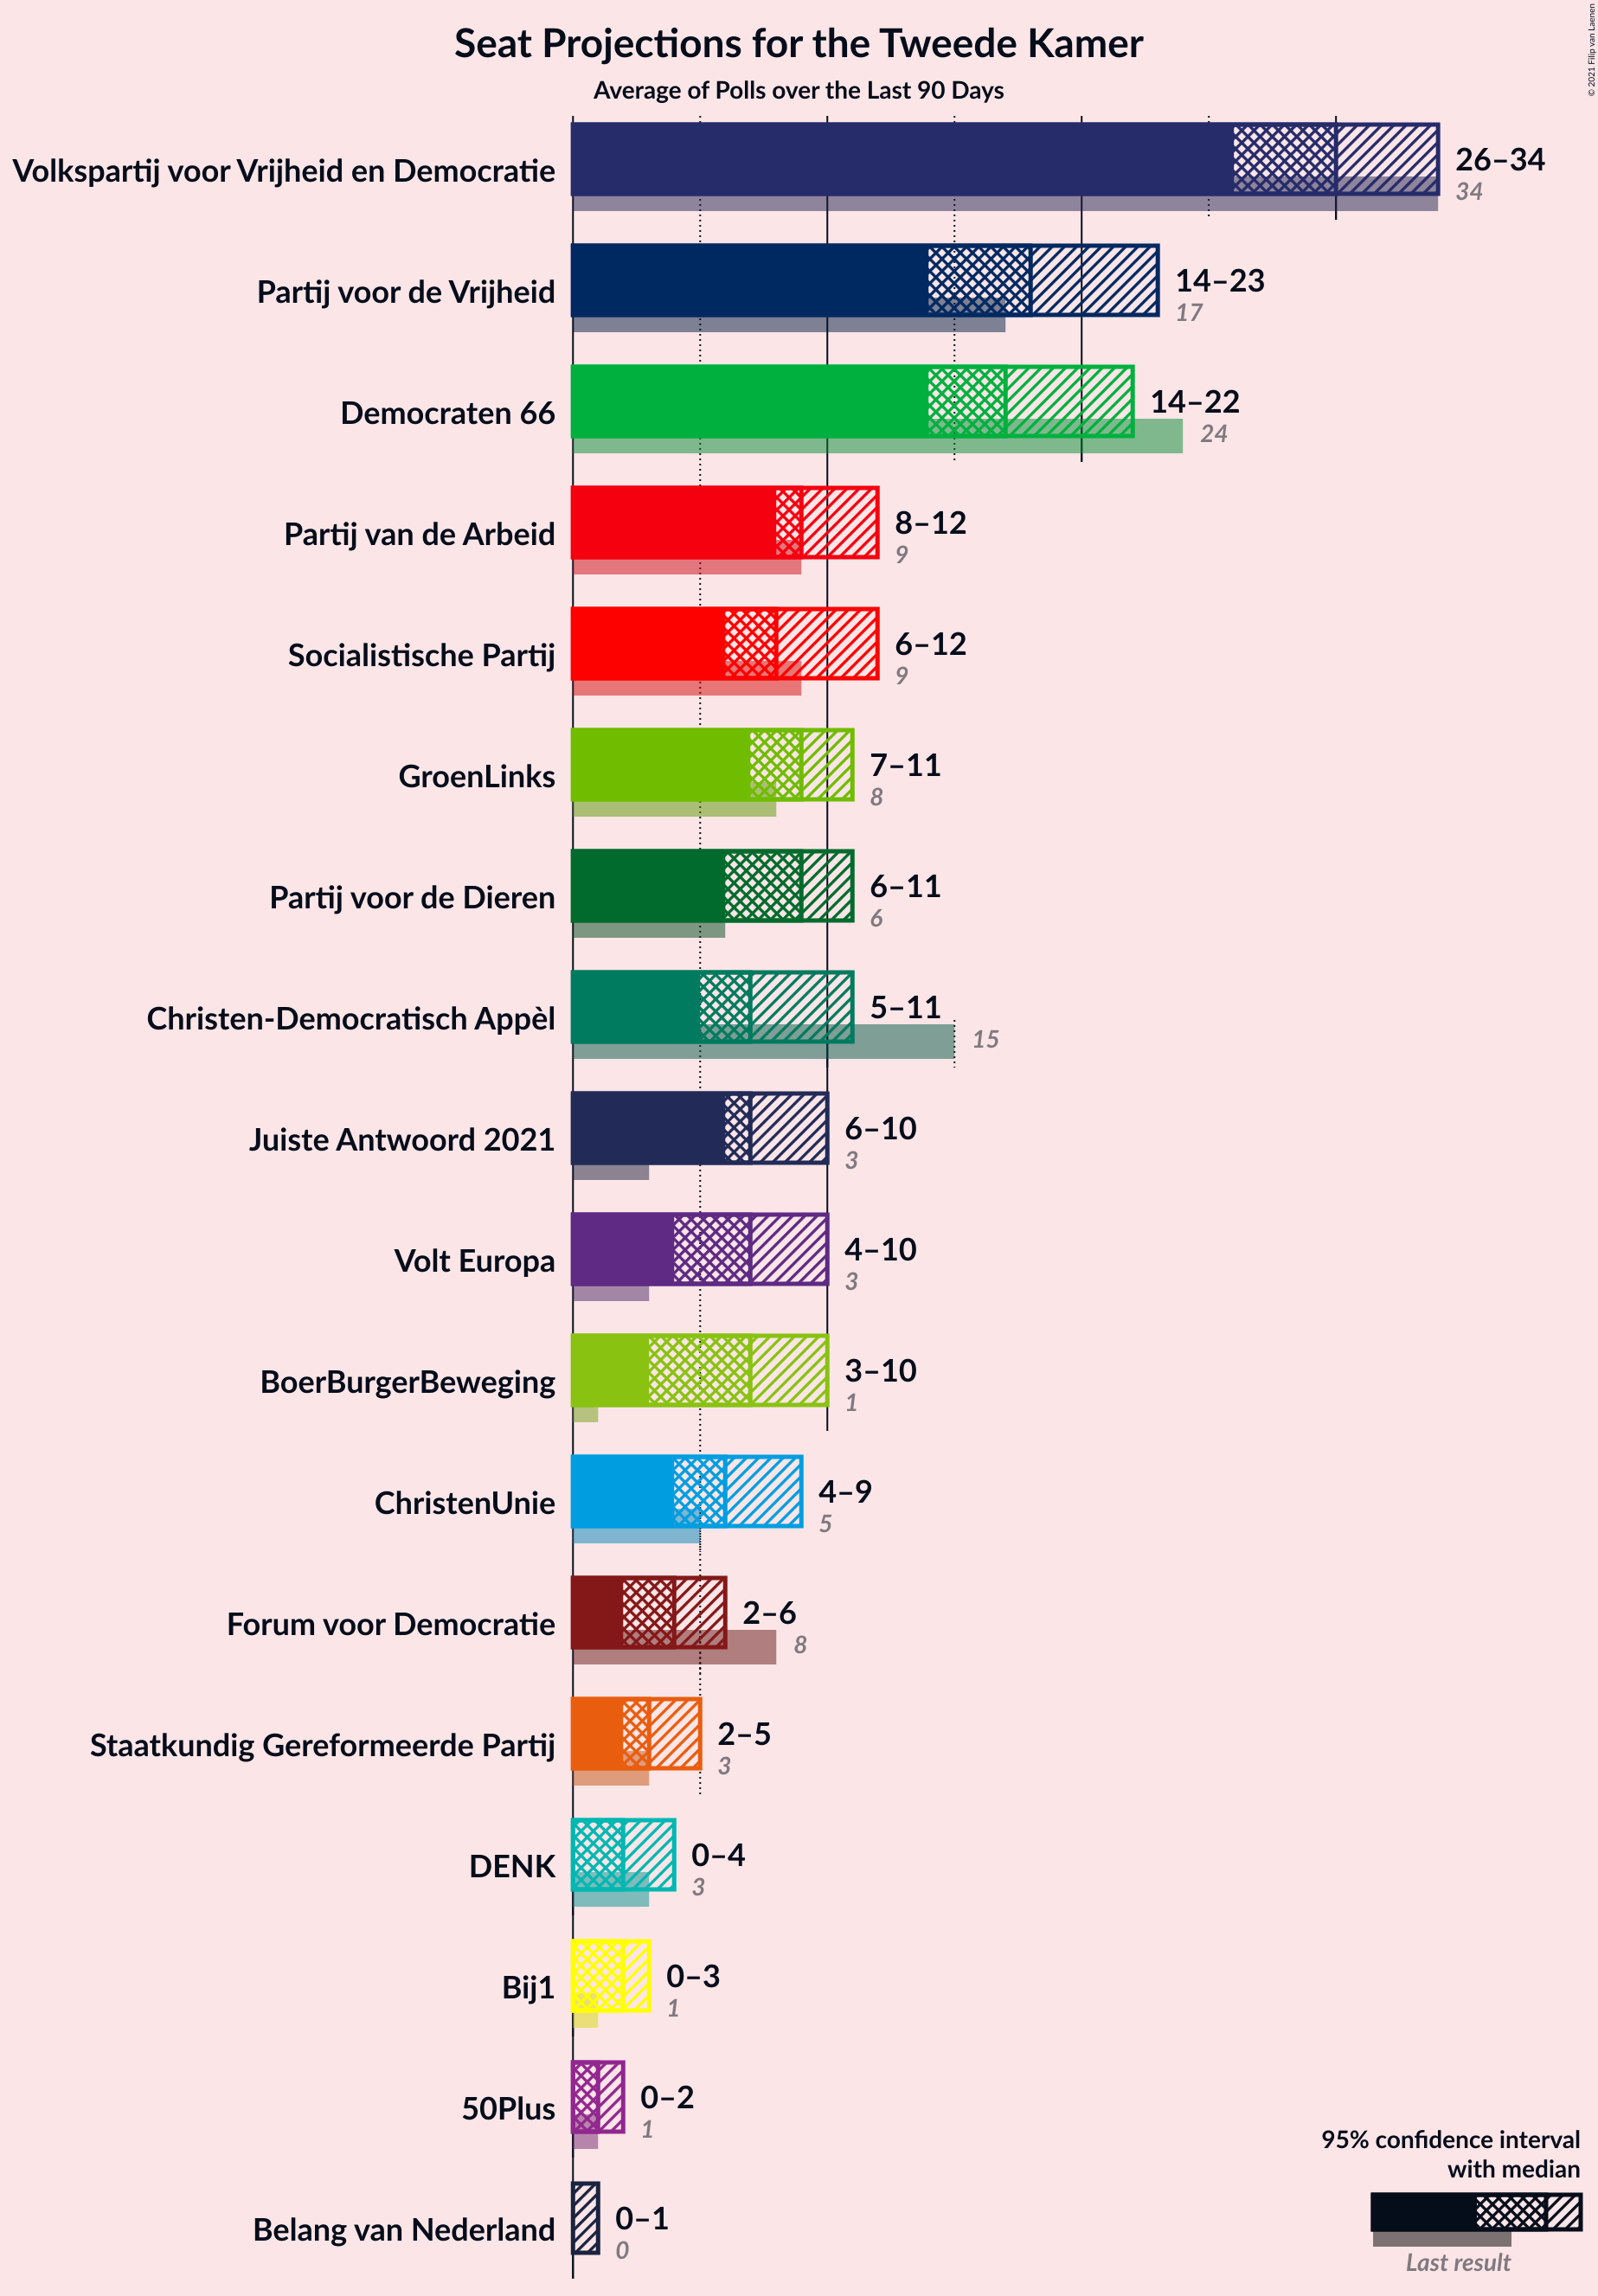 Seat Projections for the Tweede Kamer
Average of Polls over the Last 90 Days
© 2021 Filip van Laenen
Volkspartij voor Vrijheid en Democratie
26–34
34
Partij voor de Vrijheid
14–23
17
Democraten 66
14–22
24
Partij van de Arbeid
8–12
9
Socialistische Partij
6–12
9
GroenLinks
7–11
8
Partij voor de Dieren
6–11
6
Christen-Democratisch Appèl
5–11
15
Juiste Antwoord 2021
6–10
3
Volt Europa
4–10
3
BoerBurgerBeweging
3–10
1
ChristenUnie
4–9
5
Forum voor Democratie
2–6
8
Staatkundig Gereformeerde Partij
2–5
3
DENK
0–4
3
Bij1
0–3
1
50Plus
0–2
1
Belang van Nederland
0–1
0
95% confidence interval
with median
Last result